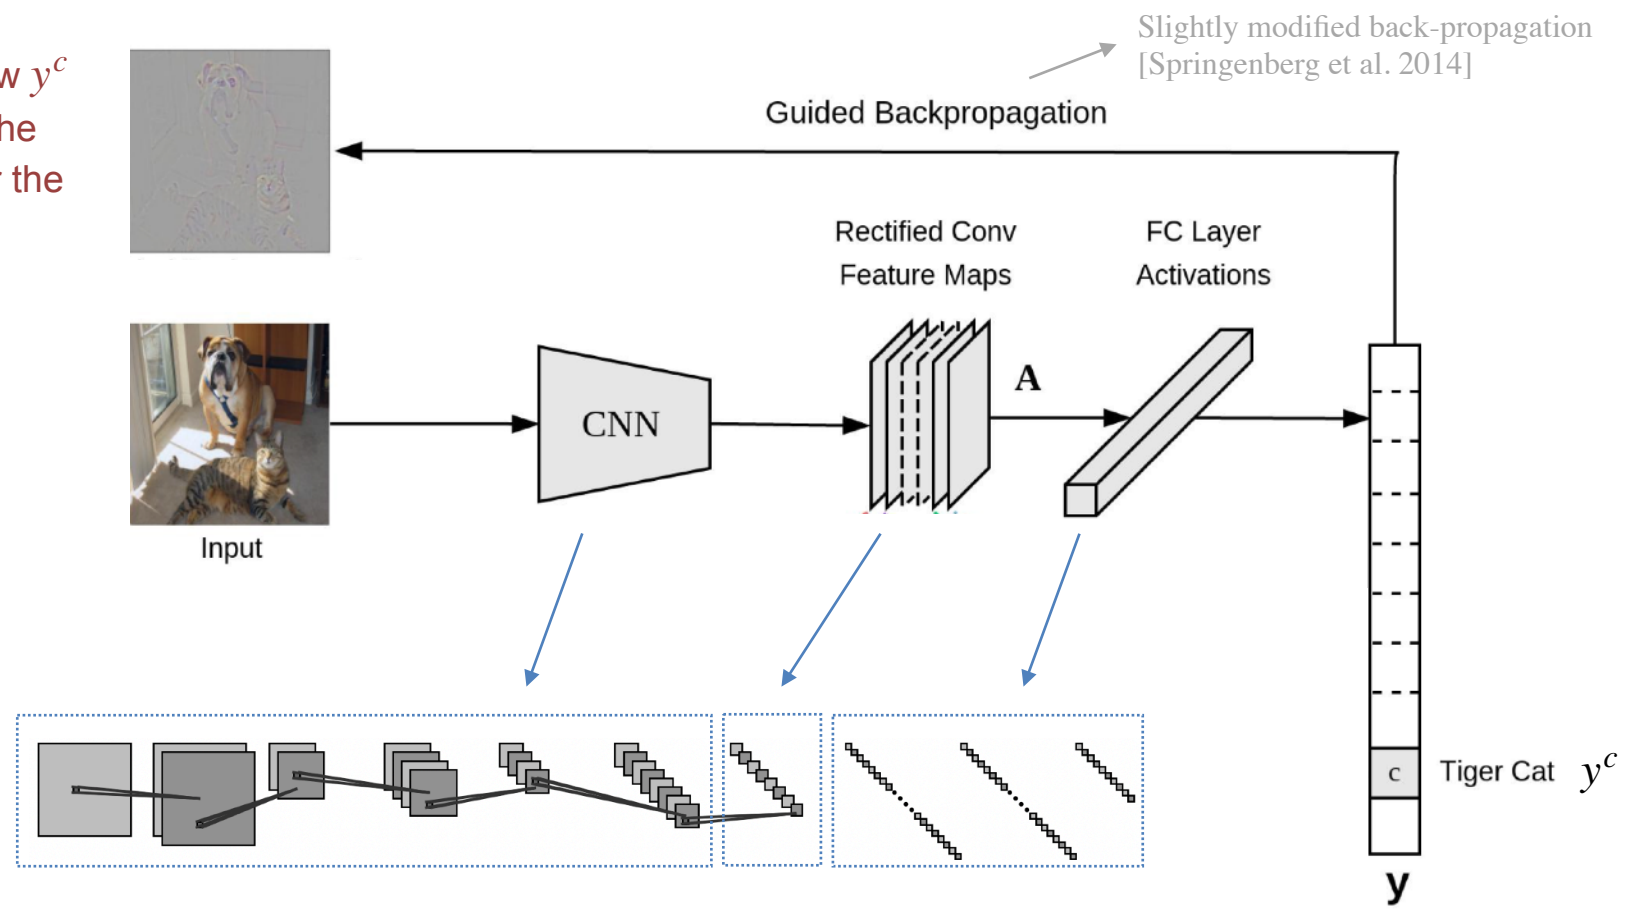 Slightly modified back-propagation
[Springenberg et al. 2014]
y^c
the
Guided Backpropagation
Rectified Conv
Feature Maps
FC Layer
Activations
A
CNN
Input
c
Tiger Cat y^c
y